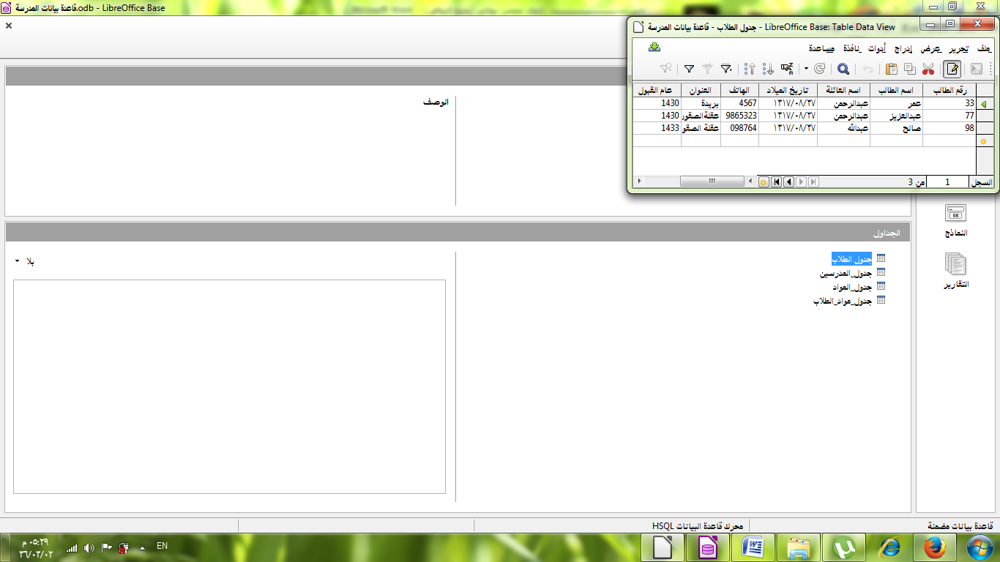 قاعدة بيانات المدرسة.odb - LibreOffice Base
جدول الطلاب - قاعدة بيانات المدرسة - LibreOffice Base: Table Data View
ملف تحرير عرض إدراج أدوات نافذة مساعدة
رقم الطالب اسم الطالب اسم العائلة تاريخ الميلاد الهاتف العنوان عام القبول
33 عمر عبدالرحمن ١٣١٧/٠٨/٢٧ 4567 بريدة 1430
77 عبدالعزيز عبدالرحمن ١٣١٧/٠٨/٢٧ 9865323 عقلةالصقور 1430
98 صالح عبدالله ١٣١٧/٠٨/٢٧ 098764 عقلة الصقو 1433
السجل 1 من 3
الوصف
النماذج
التقارير
الجداول
جدول الطلاب
جدول_المدرسين
جدول_المواد
جدول_مواد_الطلاب
بلا
قاعدة بيانات مضمنة محرك قاعدة البيانات HSQL
EN
٠٥:٢٩ م
٣٦/٠٣/٠٢